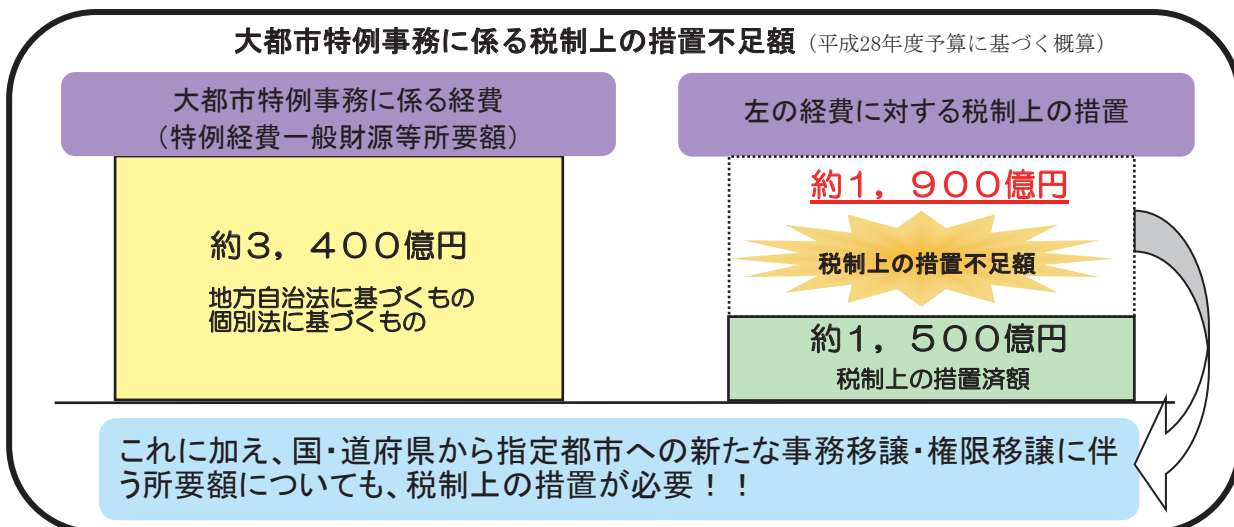 大都市特例事務に係る税制上の措置不足額（平成28年度予算に基づく概算）
大都市特例事務に係る経費
（特例経費一般財源等所要額）
約３，４００億円
地方自治法に基づくもの
個別法に基づくもの
左の経費に対する税制上の措置
約１，９００億円
税制上の措置不足額
約１，５００億円
税制上の措置済額
これに加え、国・道府県から指定都市への新たな事務移譲・権限移譲に伴
う所要額についても、税制上の措置が必要！！